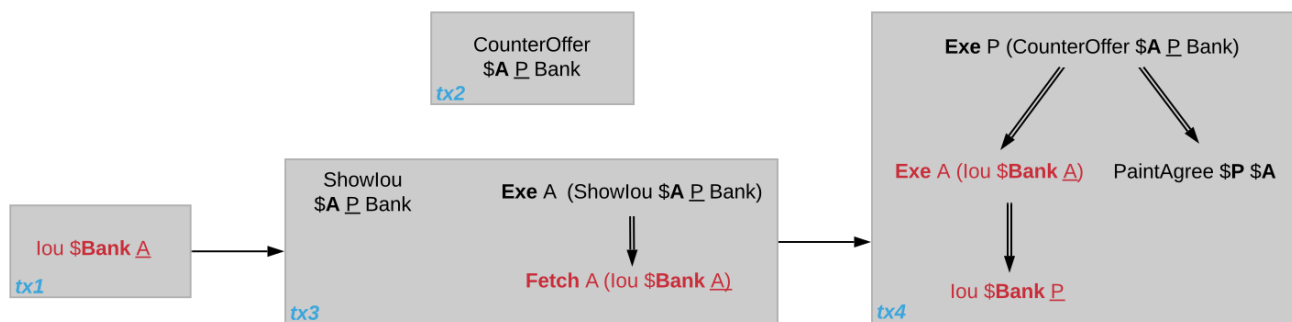 Iou $Bank A
tx1
CounterOffer
$A P Bank
tx2
ShowIou
$A P Bank
Exe A (ShowIou $A P Bank)
Fetch A (Iou $Bank A)
tx3
Exe P (CounterOffer $A P Bank)
Exe A (Iou $Bank A)
PaintAgree $P $A
Iou $Bank P
tx4